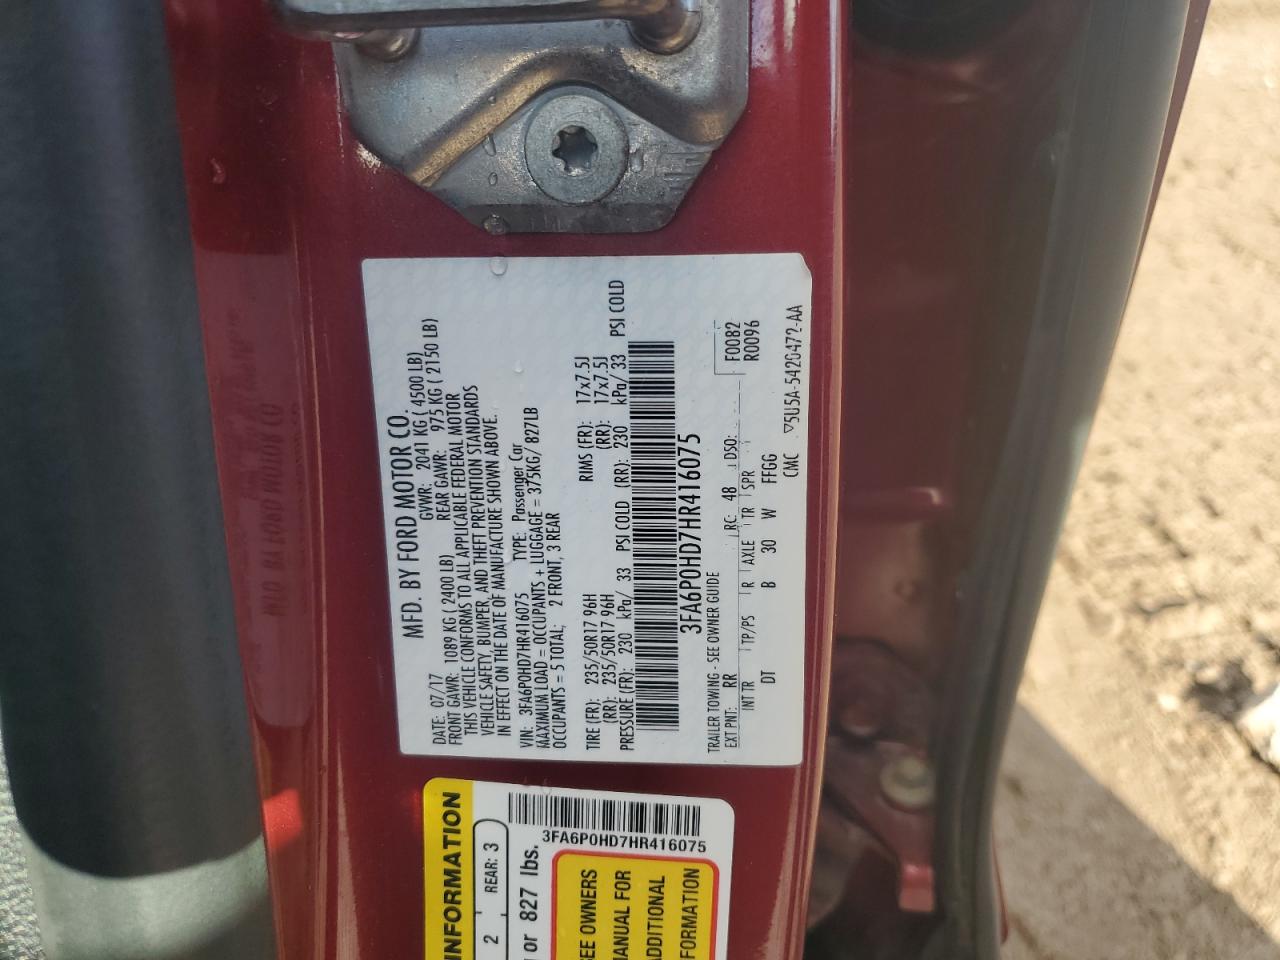 MFD. BY FORD MOTOR CO.
DATE: 07/17 GVWR: 2041 KG ( 4500 LB)
FRONT GAWR: 1089 KG ( 2400 LB) REAR GAWR: 975 KG ( 2150 LB)
THIS VEHICLE CONFORMS TO ALL APPLICABLE FEDERAL MOTOR
VEHICLE SAFETY, BUMPER, AND THEFT PREVENTION STANDARDS
IN EFFECT ON THE DATE OF MANUFACTURE SHOWN ABOVE.
VIN: 3FA6P0HD7HR416075 TYPE: Passenger Car
MAXIMUM LOAD = OCCUPANTS + LUGGAGE = 375KG/ 827LB
OCCUPANTS = 5 TOTAL; 2 FRONT, 3 REAR
TIRE (FR): 235/50R17 96H RIMS (FR): 17x7.5J
(RR): 235/50R17 96H (RR): 17x7.5J
PRESSURE (FR): 230 kPa/ 33 PSI COLD (RR): 230 kPa/ 33 PSI COLD
3FA6P0HD7HR416075
TRAILER TOWING - SEE OWNER GUIDE
EXT PNT: RR RC: 48 DSO: F0082
R0096
INT TR TP/PS R AXLE TR SPR
DT B 30 W FFGG
CMC ▽5U5A-5420472-AA
INFORMATION
2 REAR: 3
or 827 lbs.
3FA6P0HD7HR416075
SEE OWNERS
MANUAL FOR
ADDITIONAL
FORMATION